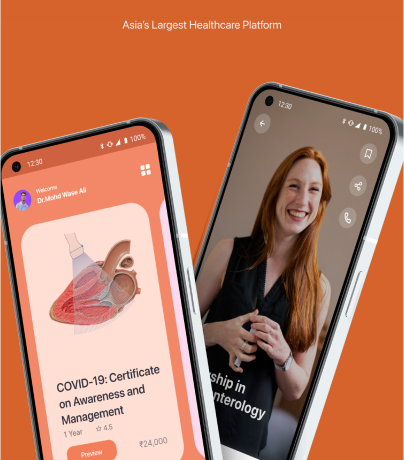 Asia's Largest Healthcare Platform
12:30
100%
Welcome
Dr.Mohd Wase Ali
COVID-19: Certificate
on Awareness and
Management
1 Year
4.6
Preview
₹24,000
12:30
100%
ship in
nterology